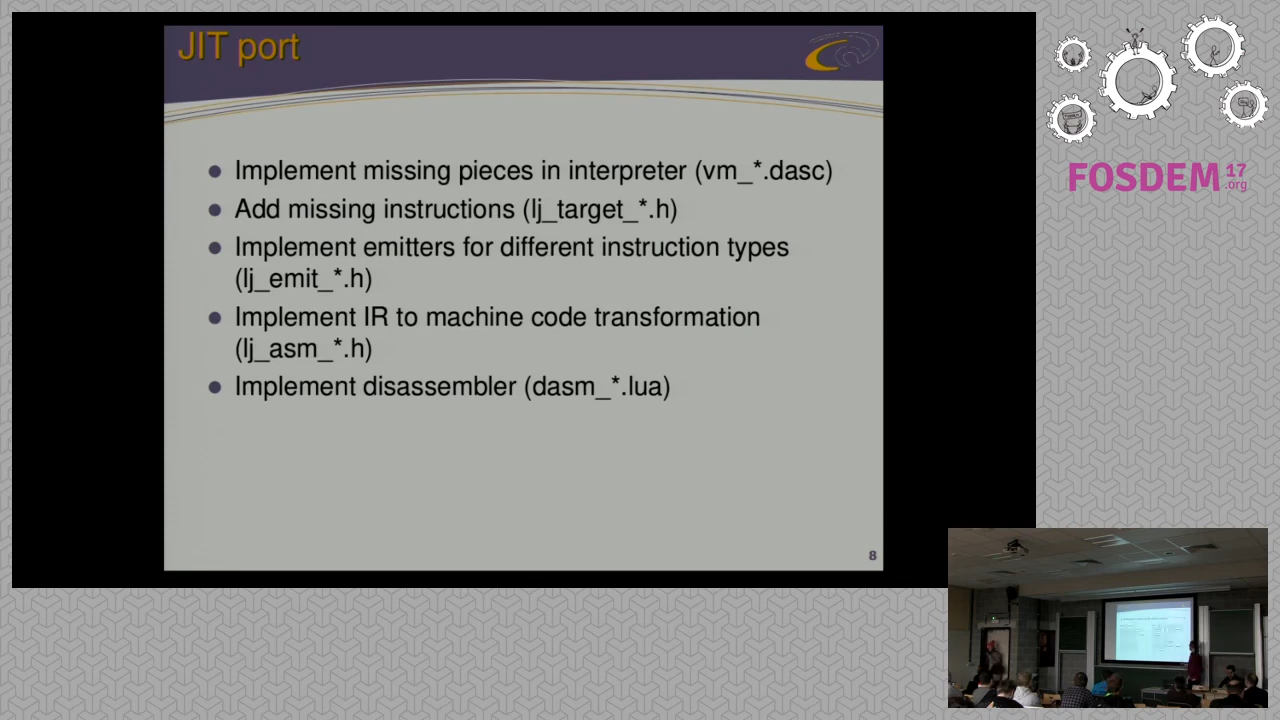 JIT port
Implement missing pieces in interpreter (vm_*.dasc)
Add missing instructions (lj_target_*.h)
Implement emitters for different instruction types
(lj_emit_*.h)
Implement IR to machine code transformation
(lj_asm_*.h)
Implement disassembler (dasm_*.lua)
8
FOSDEM 17
.org